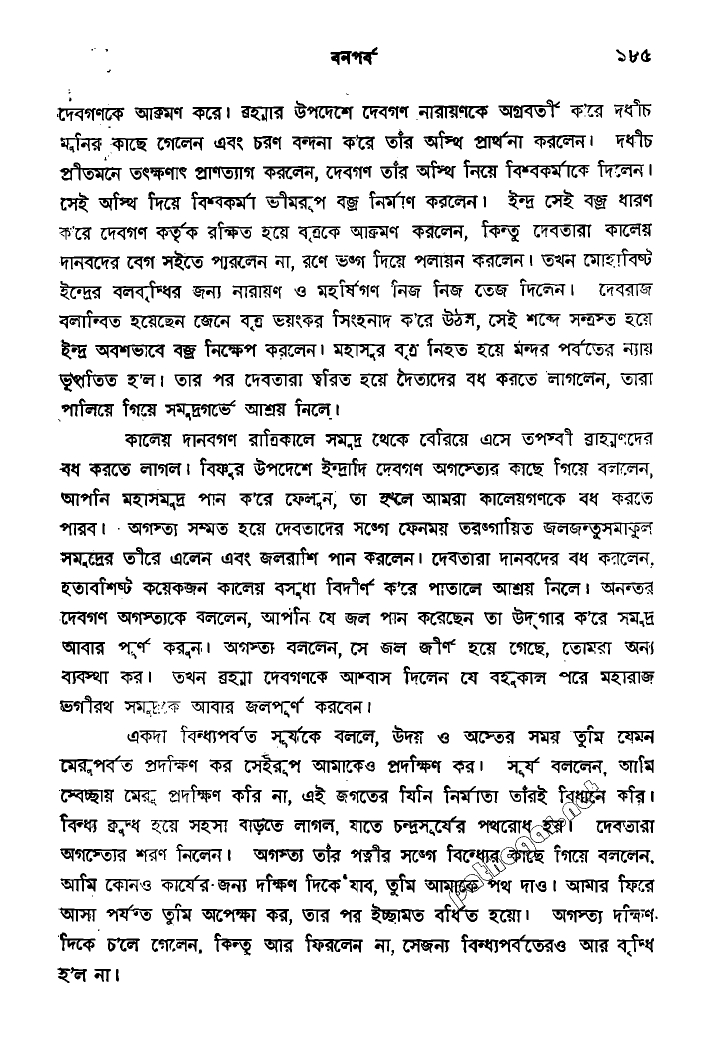 বনপর্ব ১৮৫
দেবগণকে আক্রমণ করে। ব্রহ্মার উপদেশে দেবগণ নারায়ণকে অগ্রবর্তী ক'রে দধীচ
মুনির কাছে গেলেন এবং চরণ বন্দনা ক'রে তাঁর অস্থি প্রার্থনা করলেন। দধীচ
প্রীতমনে তৎক্ষণাৎ প্রাণত্যাগ করলেন, দেবগণ তাঁর অস্থি নিয়ে বিশ্বকর্মাকে দিলেন।
সেই অস্থি দিয়ে বিশ্বকর্মা ভীমরূপ বজ্র নির্মাণ করলেন। ইন্দ্র সেই বজ্র ধারণ
ক'রে দেবগণ কর্তৃক রক্ষিত হয়ে বৃত্রকে আক্রমণ করলেন, কিন্তু দেবতারা কালেয়
দানবদের বেগ সইতে পারলেন না, রণে ভঙ্গ দিয়ে পলায়ন করলেন। তখন মোহাবিষ্ট
ইন্দ্রের বলবৃদ্ধির জন্য নারায়ণ ও মহর্ষিগণ নিজ নিজ তেজ দিলেন। দেবরাজ
বলান্বিত হয়েছেন জেনে বৃত্র ভয়ংকর সিংহনাদ ক'রে উঠল, সেই শব্দে সন্ত্রস্ত হয়ে
ইন্দ্র অবশভাবে বজ্র নিক্ষেপ করলেন। মহাসুর বৃত্র নিহত হয়ে মন্দর পর্বতের ন্যায়
ভূপতিত হ'ল। তার পর দেবতারা ত্বরিত হয়ে দৈত্যদের বধ করতে লাগলেন, তারা
পালিয়ে গিয়ে সমুদ্রগর্ভে আশ্রয় নিলে।
কালেয় দানবগণ রাত্রিকালে সমুদ্র থেকে বেরিয়ে এসে তপস্বী ব্রাহ্মণদের
বধ করতে লাগল। বিষ্ণুর উপদেশে ইন্দ্রাদি দেবগণ অগস্ত্যের কাছে গিয়ে বললেন,
আপনি মহাসমুদ্র পান ক'রে ফেলুন, তা হলে আমরা কালেয়গণকে বধ করতে
পারব। অগস্ত্য সম্মত হয়ে দেবতাদের সঙ্গে ফেনময় তরঙ্গায়িত জলজন্তুসমাকুল
সমুদ্রের তীরে এলেন এবং জলরাশি পান করলেন। দেবতারা দানবদের বধ করলেন,
হতাবশিষ্ট কয়েকজন কালেয় বসুধা বিদীর্ণ ক'রে পাতালে আশ্রয় নিলে। অনন্তর
দেবগণ অগস্ত্যকে বললেন, আপনি যে জল পান করেছেন তা উদ্‌গার ক'রে সমুদ্র
আবার পূর্ণ করুন। অগস্ত্য বললেন, সে জল জীর্ণ হয়ে গেছে, তোমরা অন্য
ব্যবস্থা কর। তখন ব্রহ্মা দেবগণকে আশ্বাস দিলেন যে বহুকাল পরে মহারাজ
ভগীরথ সমুদ্রকে আবার জলপূর্ণ করবেন।
একদা বিন্ধ্যপর্বত সূর্যকে বললে, উদয় ও অস্তের সময় তুমি যেমন
মেরুপর্বত প্রদক্ষিণ কর সেইরূপ আমাকেও প্রদক্ষিণ কর। সূর্য বললেন, আমি
স্বেচ্ছায় মেরু প্রদক্ষিণ করি না, এই জগতের যিনি নির্মাতা তাঁরই বিধানে করি।
বিন্ধ্য ক্রুদ্ধ হয়ে সহসা বাড়তে লাগল, যাতে চন্দ্রসূর্যের পথরোধ হয়। দেবতারা
অগস্ত্যের শরণ নিলেন। অগস্ত্য তাঁর পত্নীর সঙ্গে বিন্ধ্যের কাছে গিয়ে বললেন,
আমি কোনও কার্যের জন্য দক্ষিণ দিকে যাব, তুমি আমাকে পথ দাও। আমার ফিরে
আসা পর্যন্ত তুমি অপেক্ষা কর, তার পর ইচ্ছামত বর্ধিত হয়ো। অগস্ত্য দক্ষিণ
দিকে চ'লে গেলেন, কিন্তু আর ফিরলেন না, সেজন্য বিন্ধ্যপর্বতেরও আর বৃদ্ধি
হ'ল না।
pathagar.net